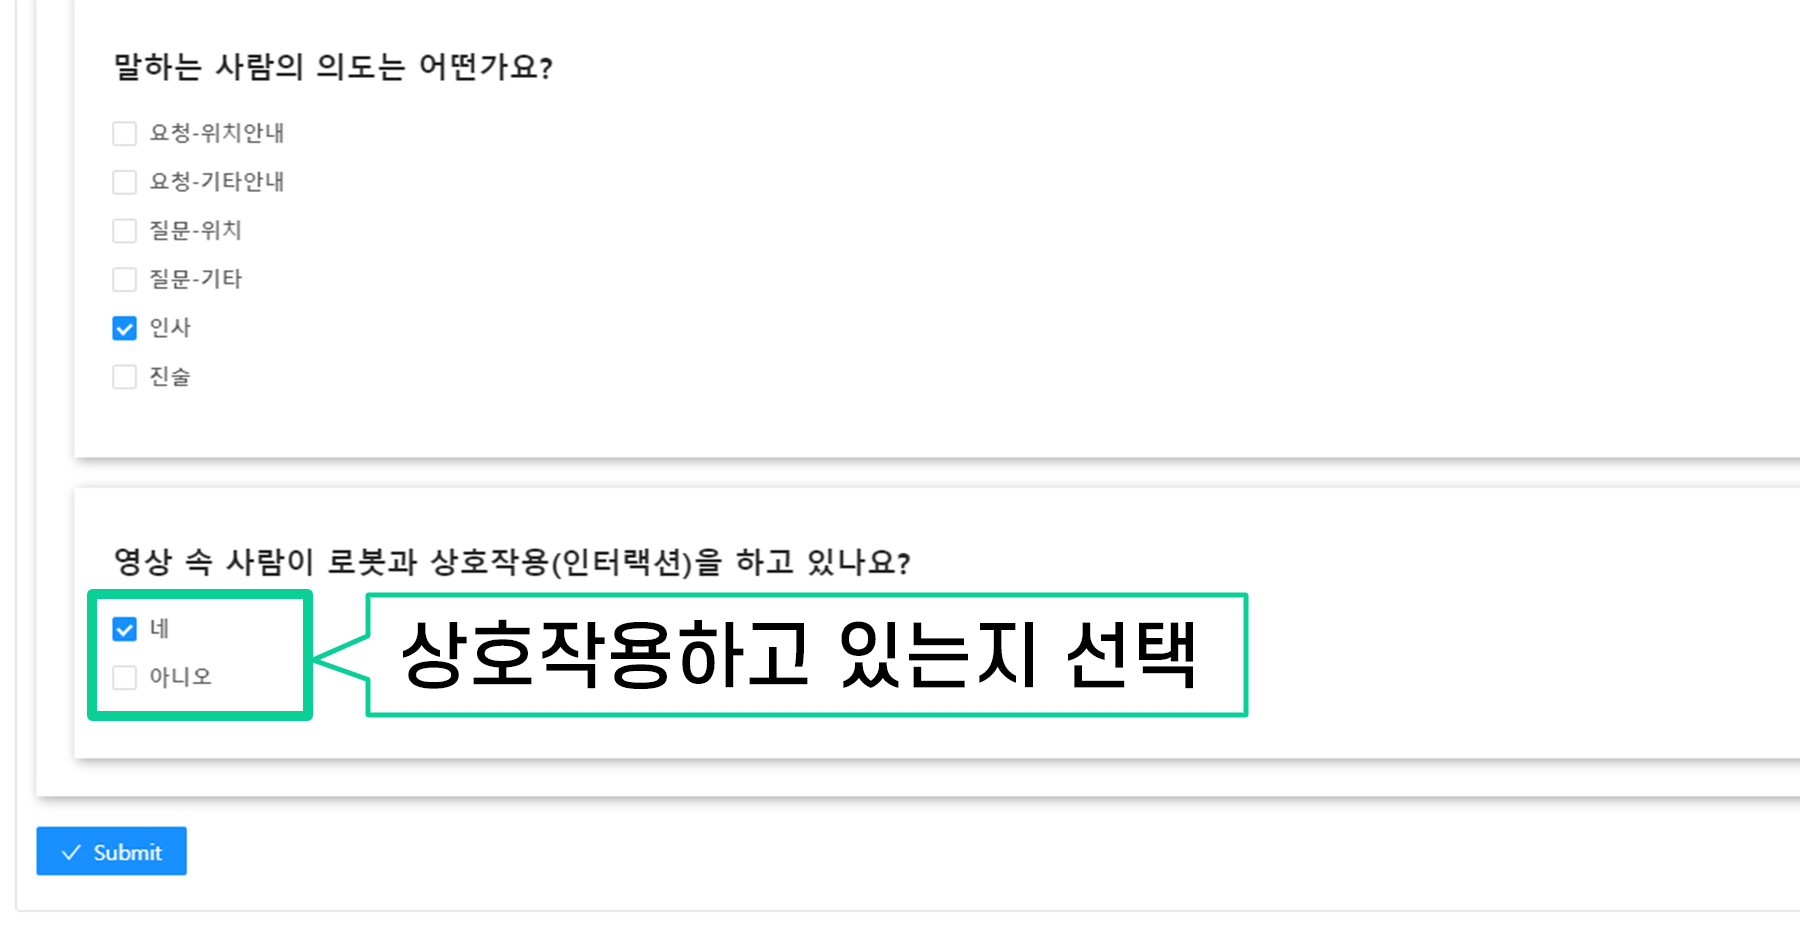 말하는 사람의 의도는 어떤가요?
요청-위치안내
요청-기타안내
질문-위치
질문-기타
인사
진술
영상 속 사람이 로봇과 상호작용(인터랙션)을 하고 있나요?
네
아니오
상호작용하고 있는지 선택
Submit